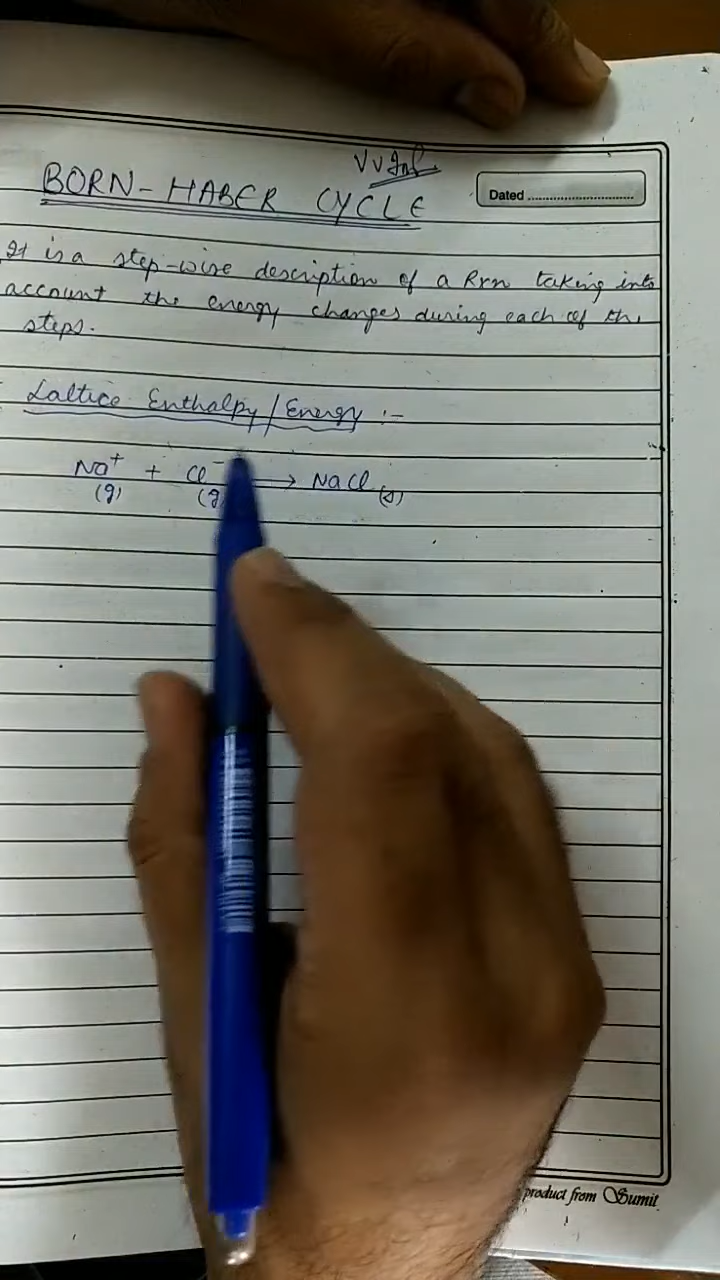 V V Imp.
BORN-HABER CYCLE
Dated
It is a step-wise description of a Rxn taking into
account the energy changes during each of the
steps.
Lattice Enthalpy/Energy :-
Na+ + Cl- → NaCl (s)
(g) (g)
product from Sumit